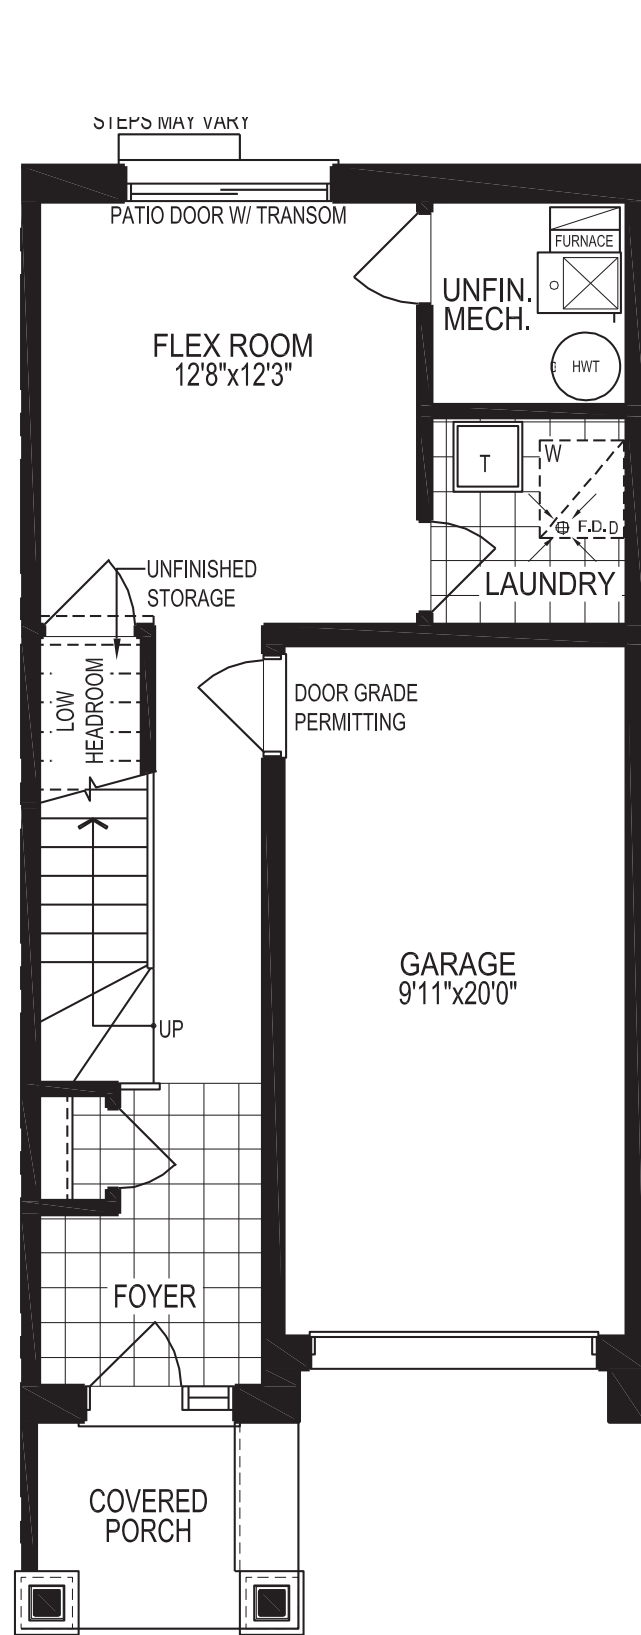 STEPS MAY VARY
PATIO DOOR W/ TRANSOM
FURNACE
UNFIN.
MECH.
FLEX ROOM
12'8"x12'3"
HWT
W
T
F.D.
D
LAUNDRY
UNFINISHED
STORAGE
LOW
HEADROOM
DOOR GRADE
PERMITTING
GARAGE
9'11"x20'0"
UP
FOYER
COVERED
PORCH